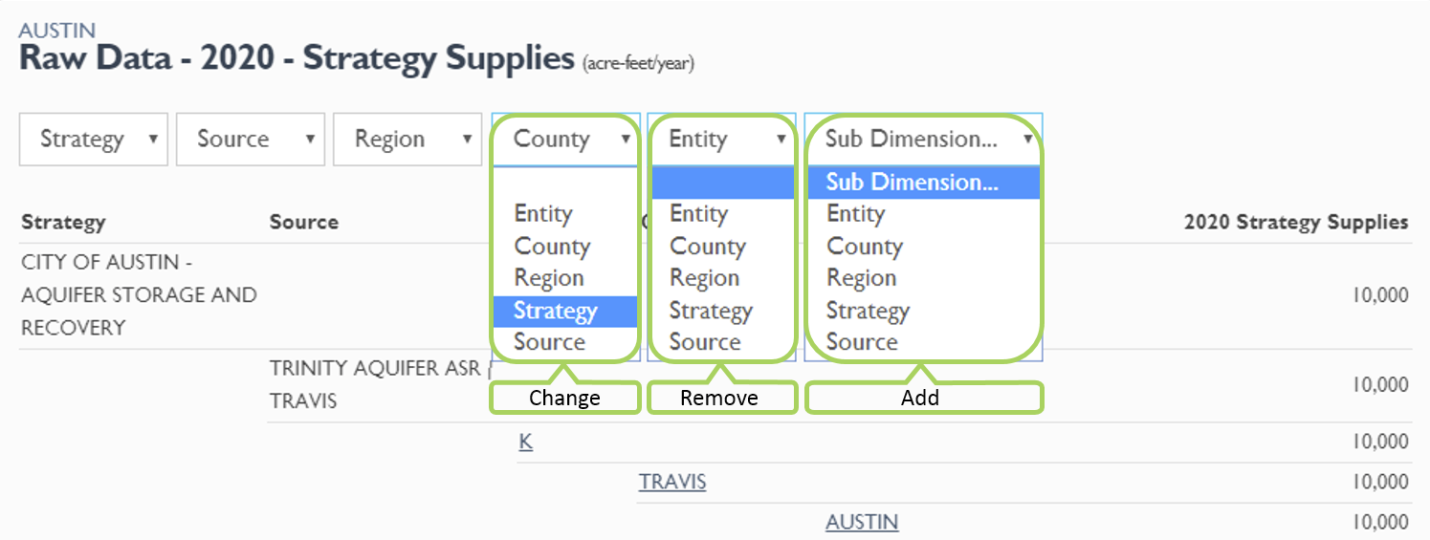 AUSTIN
Raw Data - 2020 - Strategy Supplies (acre-feet/year)
Strategy Source Region County Entity Sub Dimension...
Sub Dimension...
Entity Entity Entity
County County County
Region Region Region
Strategy Strategy Strategy
Source Source Source
Strategy Source 2020 Strategy Supplies
CITY OF AUSTIN -
AQUIFER STORAGE AND
RECOVERY
10,000
TRINITY AQUIFER ASR |
TRAVIS
10,000
Change Remove Add
K 10,000
TRAVIS 10,000
AUSTIN 10,000